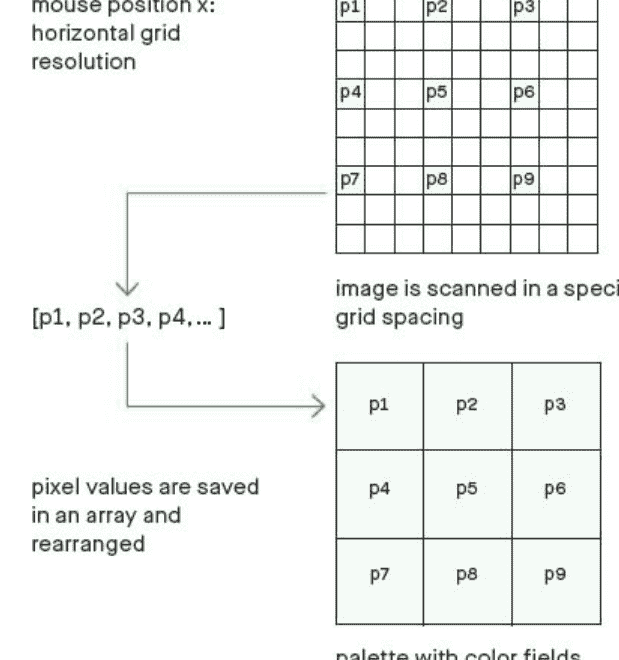 mouse position x:
horizontal grid
resolution
p1 p2 p3
p4 p5 p6
p7 p8 p9
image is scanned in a speci
grid spacing
[p1, p2, p3, p4,... ]
p1 p2 p3
p4 p5 p6
p7 p8 p9
pixel values are saved
in an array and
rearranged
palette with color fields